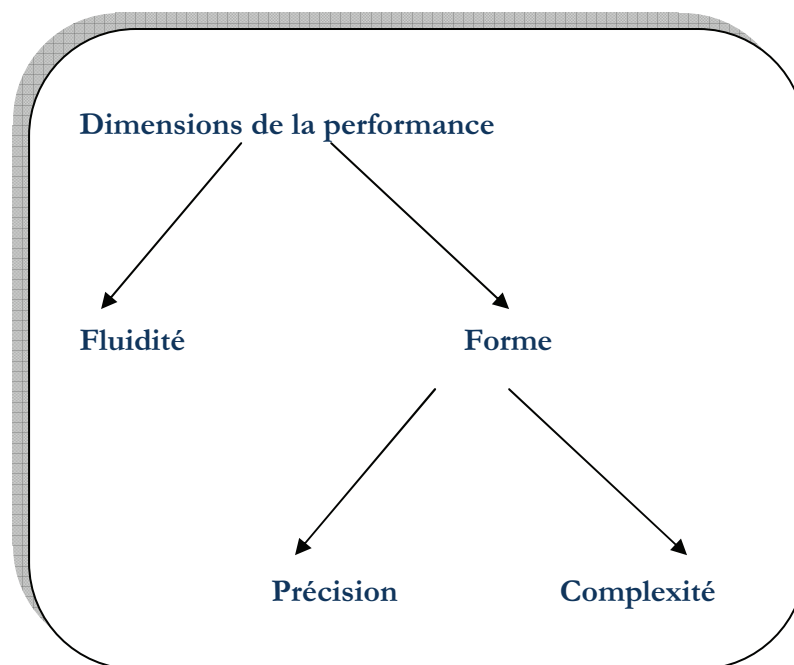 Dimensions de la performance
Fluidité Forme
Précision Complexité